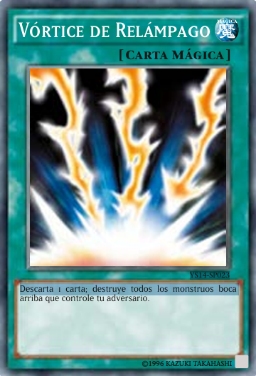 VÓRTICE DE RELÁMPAGO
MÁGICA
[CARTA MÁGICA]
Descarta 1 carta; destruye todos los monstruos boca
arriba que controle tu adversario.
©1996 KAZUKI TAKAHASHI